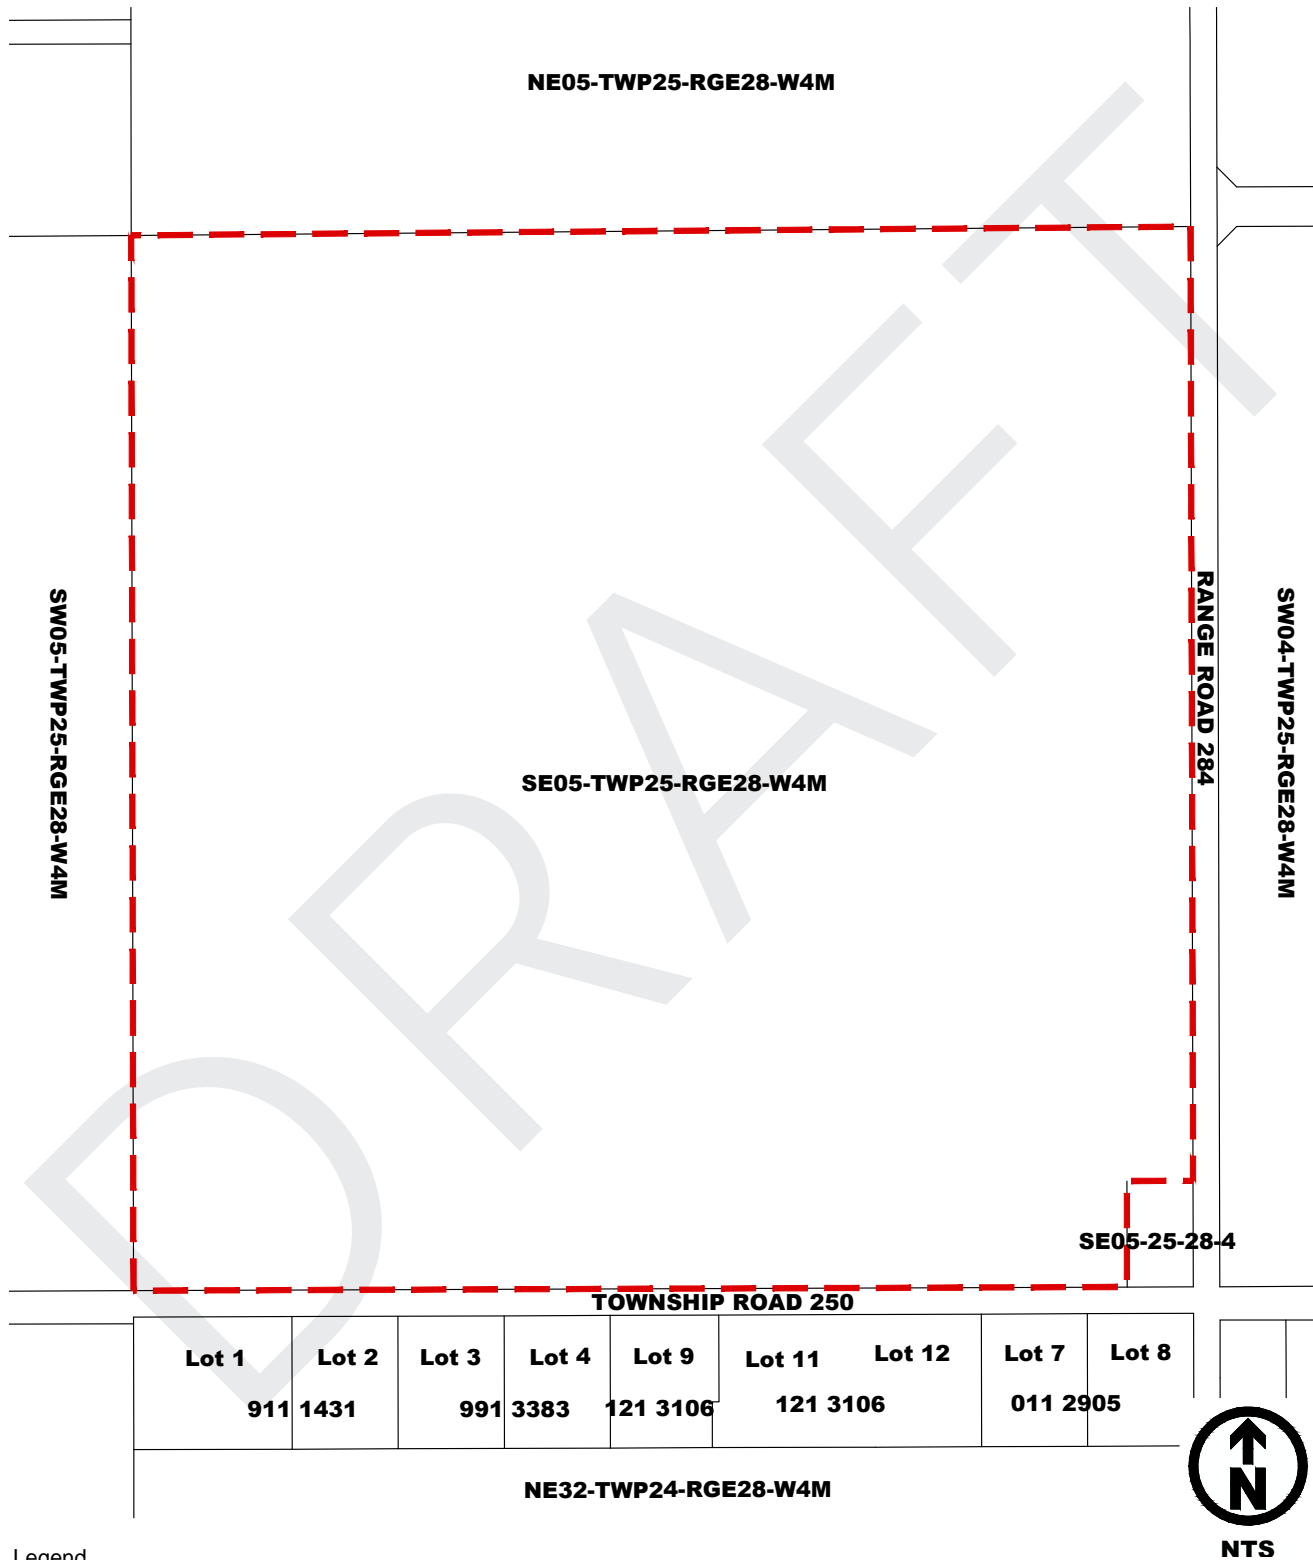 NE05-TWP25-RGE28-W4M
DRAFT
SW05-TWP25-RGE28-W4M
SE05-TWP25-RGE28-W4M
RANGE ROAD 284
SW04-TWP25-RGE28-W4M
SE05-25-28-4
TOWNSHIP ROAD 250
Lot 1 Lot 2 Lot 3 Lot 4 Lot 9 Lot 11 Lot 12 Lot 7 Lot 8
911 1431 991 3383 121 3106 121 3106 011 2905
NE32-TWP24-RGE28-W4M
N
NTS
Legend